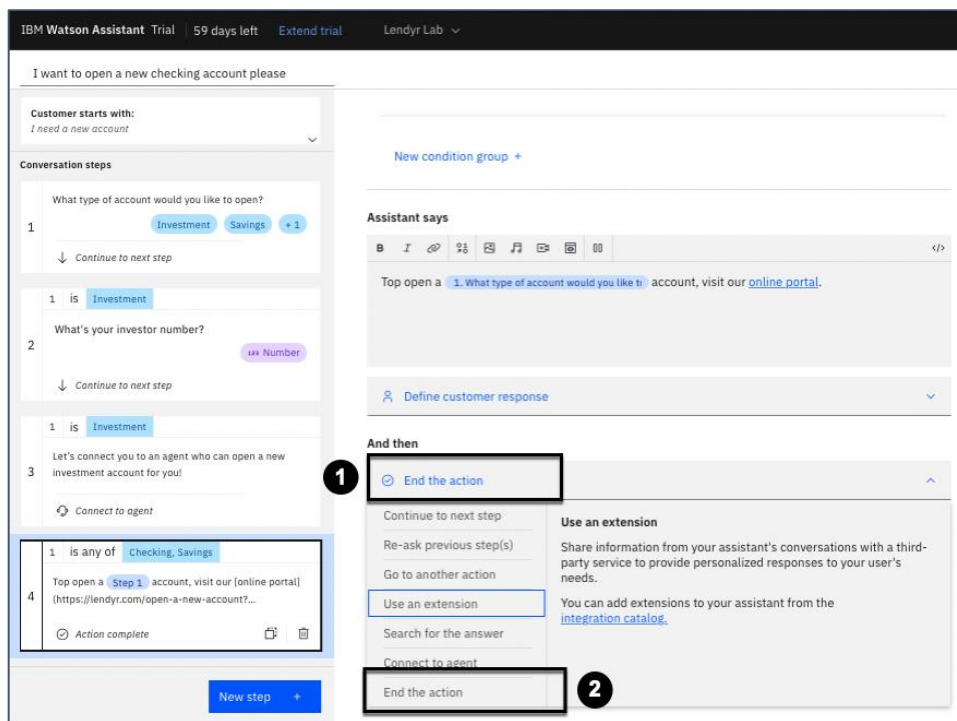 IBM Watson Assistant Trial 59 days left Extend trial Lendyr Lab
I want to open a new checking account please
Customer starts with:
I need a new account
Conversation steps
1
What type of account would you like to open?
Investment Savings + 1
Continue to next step
2
1 is Investment
What's your investor number?
123 Number
Continue to next step
3
1 is Investment
Let's connect you to an agent who can open a new
investment account for you!
Connect to agent
4
1 is any of Checking, Savings
Top open a Step 1 account, visit our [online portal]
(https://lendyr.com/open-a-new-account?...
Action complete
New step +
New condition group +
Assistant says
B I </>
Top open a 1. What type of account would you like t account, visit our online portal.
Define customer response
And then
1
End the action
Continue to next step
Re-ask previous step(s)
Go to another action
Use an extension
Search for the answer
Connect to agent
End the action
2
Use an extension
Share information from your assistant's conversations with a third-
party service to provide personalized responses to your user's
needs.
You can add extensions to your assistant from the
integration catalog.